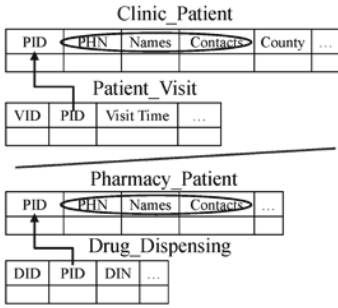 Clinic_Patient
PID PHN Names Contacts County ...
Patient_Visit
VID PID Visit Time ...
Pharmacy_Patient
PID PHN Names Contacts ...
Drug_Dispensing
DID PID DIN ...